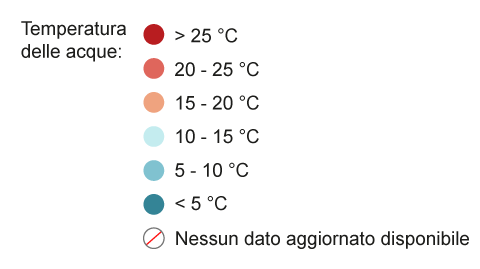 Temperatura
delle acque:
> 25 °C
20 - 25 °C
15 - 20 °C
10 - 15 °C
5 - 10 °C
< 5 °C
Nessun dato aggiornato disponibile